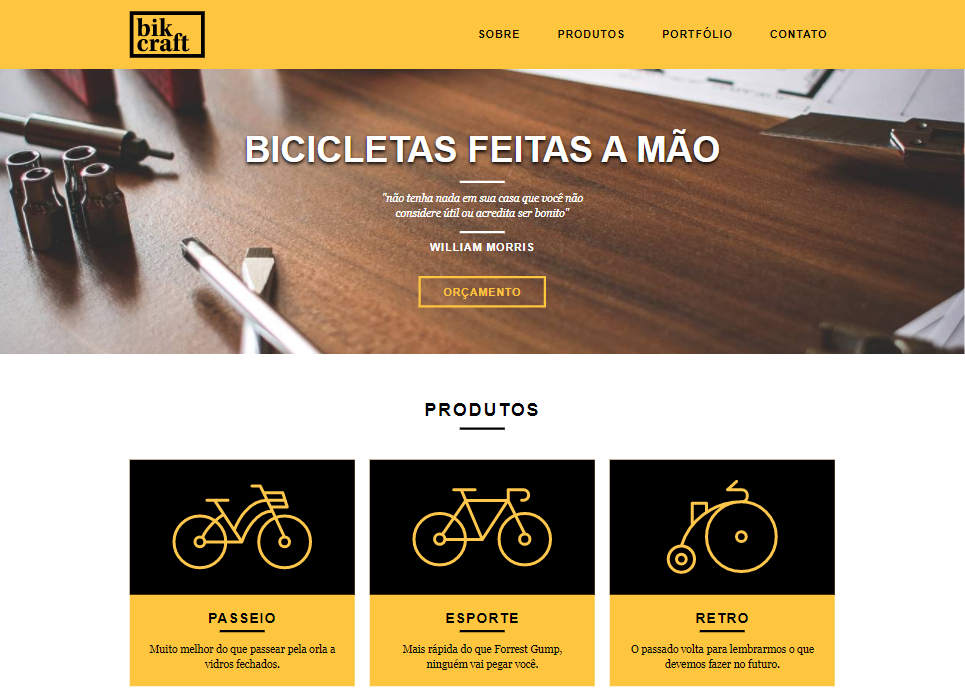 bik
craft
SOBRE PRODUTOS PORTFÓLIO CONTATO
BICICLETAS FEITAS A MÃO
"não tenha nada em sua casa que você não
considere útil ou acredita ser bonito"
WILLIAM MORRIS
ORÇAMENTO
PRODUTOS
PASSEIO
Muito melhor do que passear pela orla a
vidros fechados.
ESPORTE
Mais rápida do que Forrest Gump,
ninguém vai pegar você.
RETRO
O passado volta para lembrarmos o que
devemos fazer no futuro.